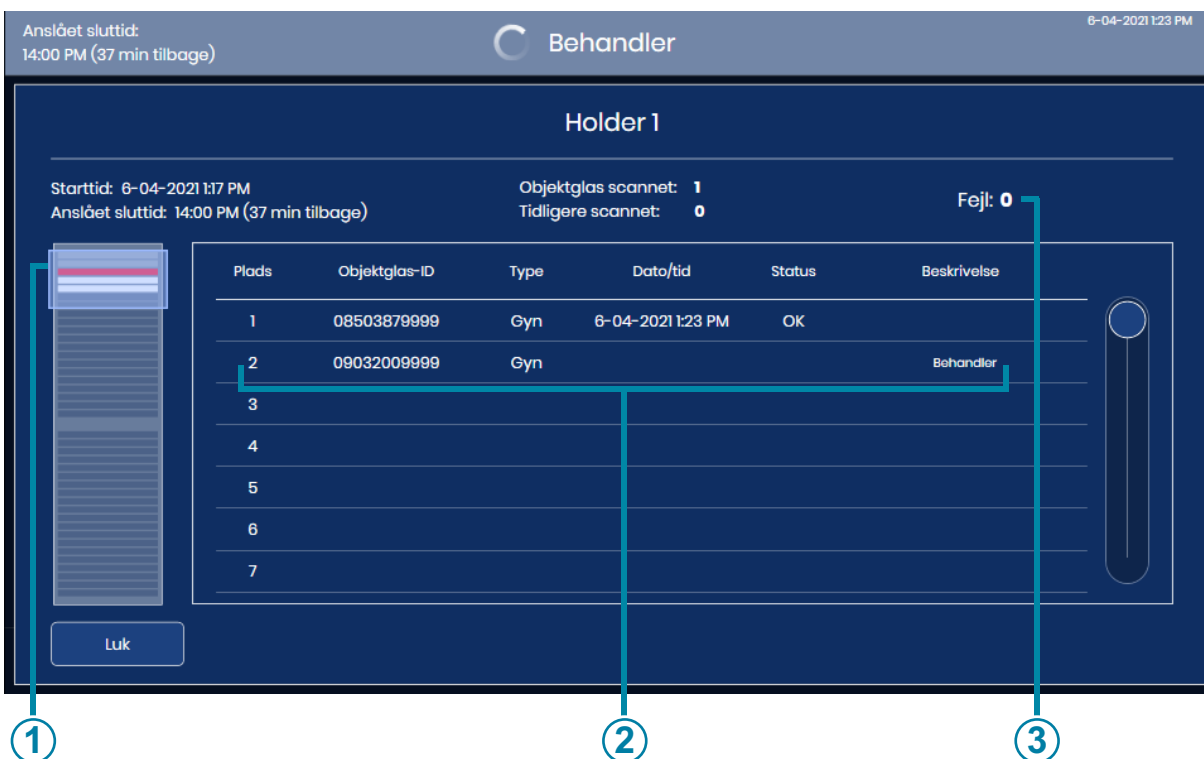 Anslået sluttid:
14:00 PM (37 min tilbage)
Behandler
6-04-2021 1:23 PM
Holder 1
Starttid: 6-04-2021 1:17 PM
Anslået sluttid: 14:00 PM (37 min tilbage)
Objektglas scannet: 1
Tidligere scannet: 0
Fejl: 0
Plads Objektglas-ID Type Dato/tid Status Beskrivelse
1 08503879999 Gyn 6-04-2021 1:23 PM OK
2 09032009999 Gyn Behandler
3
4
5
6
7
Luk
1 2 3